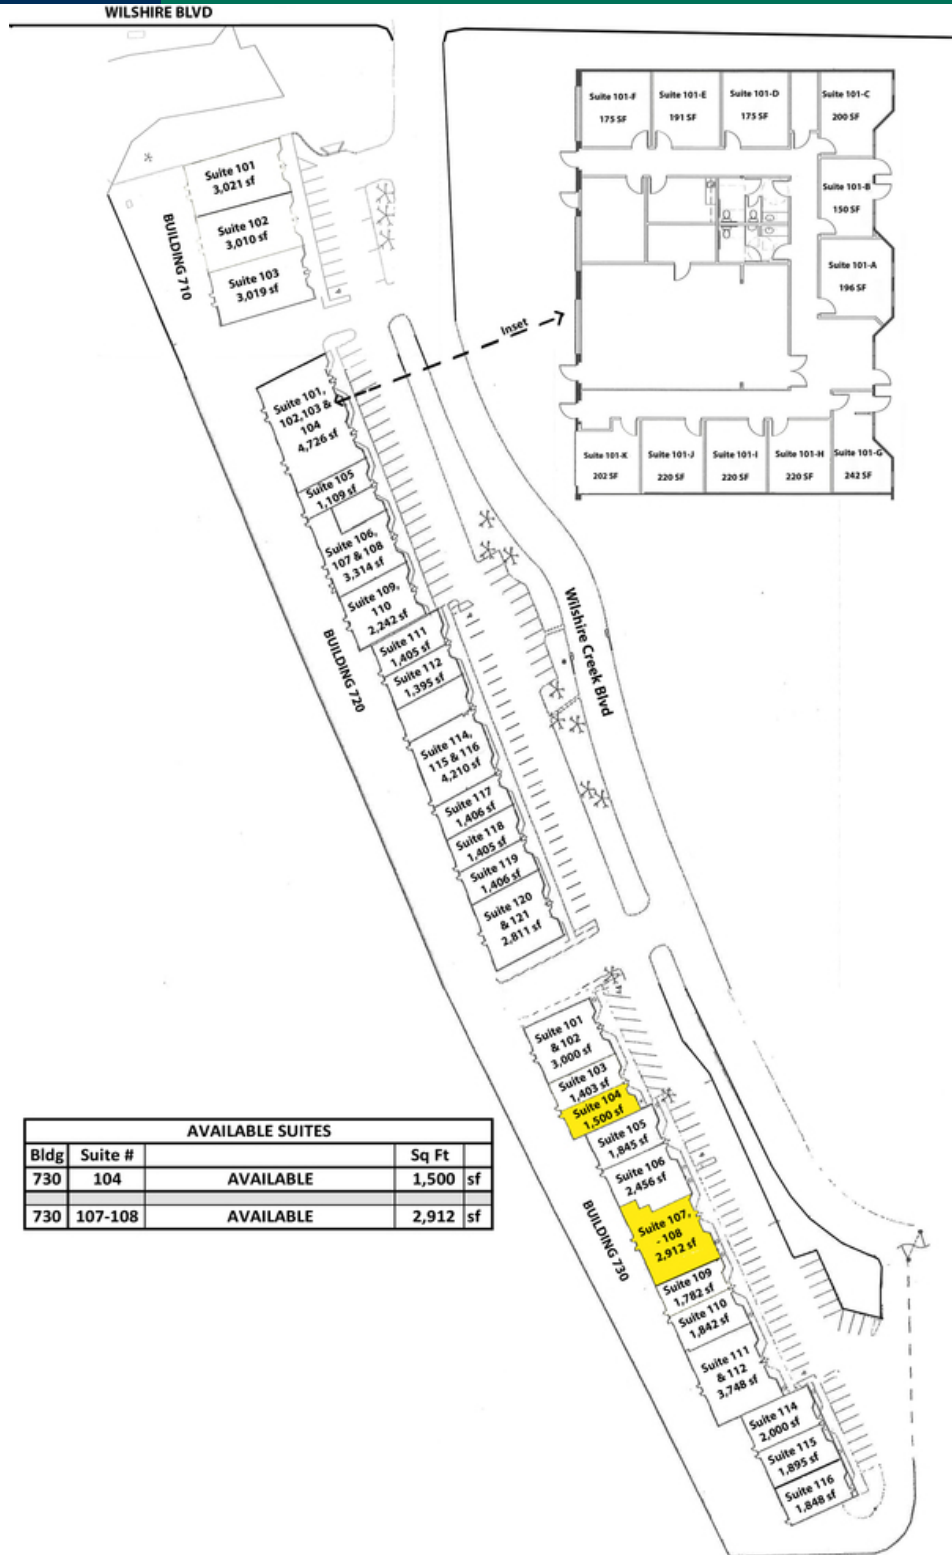 WILSHIRE BLVD
Suite 101-F
175 SF
Suite 101-E
191 SF
Suite 101-D
175 SF
Suite 101-C
200 SF
Suite 101-B
150 SF
Suite 101-A
196 SF
Suite 101-K
202 SF
Suite 101-J
220 SF
Suite 101-I
220 SF
Suite 101-H
220 SF
Suite 101-G
242 SF
Inset
BUILDING 710
Suite 101
3,021 sf
Suite 102
3,010 sf
Suite 103
3,019 sf
BUILDING 720
Suite 101,
102,103 &
104
4,726 sf
Suite 105
1,109 sf
Suite 106,
107 & 108
3,314 sf
Suite 109,
110
2,242 sf
Suite 111
1,405 sf
Suite 112
1,395 sf
Suite 114,
115 & 116
4,210 sf
Suite 117
1,406 sf
Suite 118
1,405 sf
Suite 119
1,406 sf
Suite 120
& 121
2,811 sf
Wilshire Creek Blvd
BUILDING 730
Suite 101
& 102
3,000 sf
Suite 103
1,403 sf
Suite 104
1,500 sf
Suite 105
1,845 sf
Suite 106
2,456 sf
Suite 107,
- 108
2,912 sf
Suite 109
1,782 sf
Suite 110
1,842 sf
Suite 111
& 112
3,748 sf
Suite 114
2,000 sf
Suite 115
1,895 sf
Suite 116
1,848 sf
AVAILABLE SUITES
Bldg Suite # Sq Ft
730 104 AVAILABLE 1,500 sf
730 107-108 AVAILABLE 2,912 sf